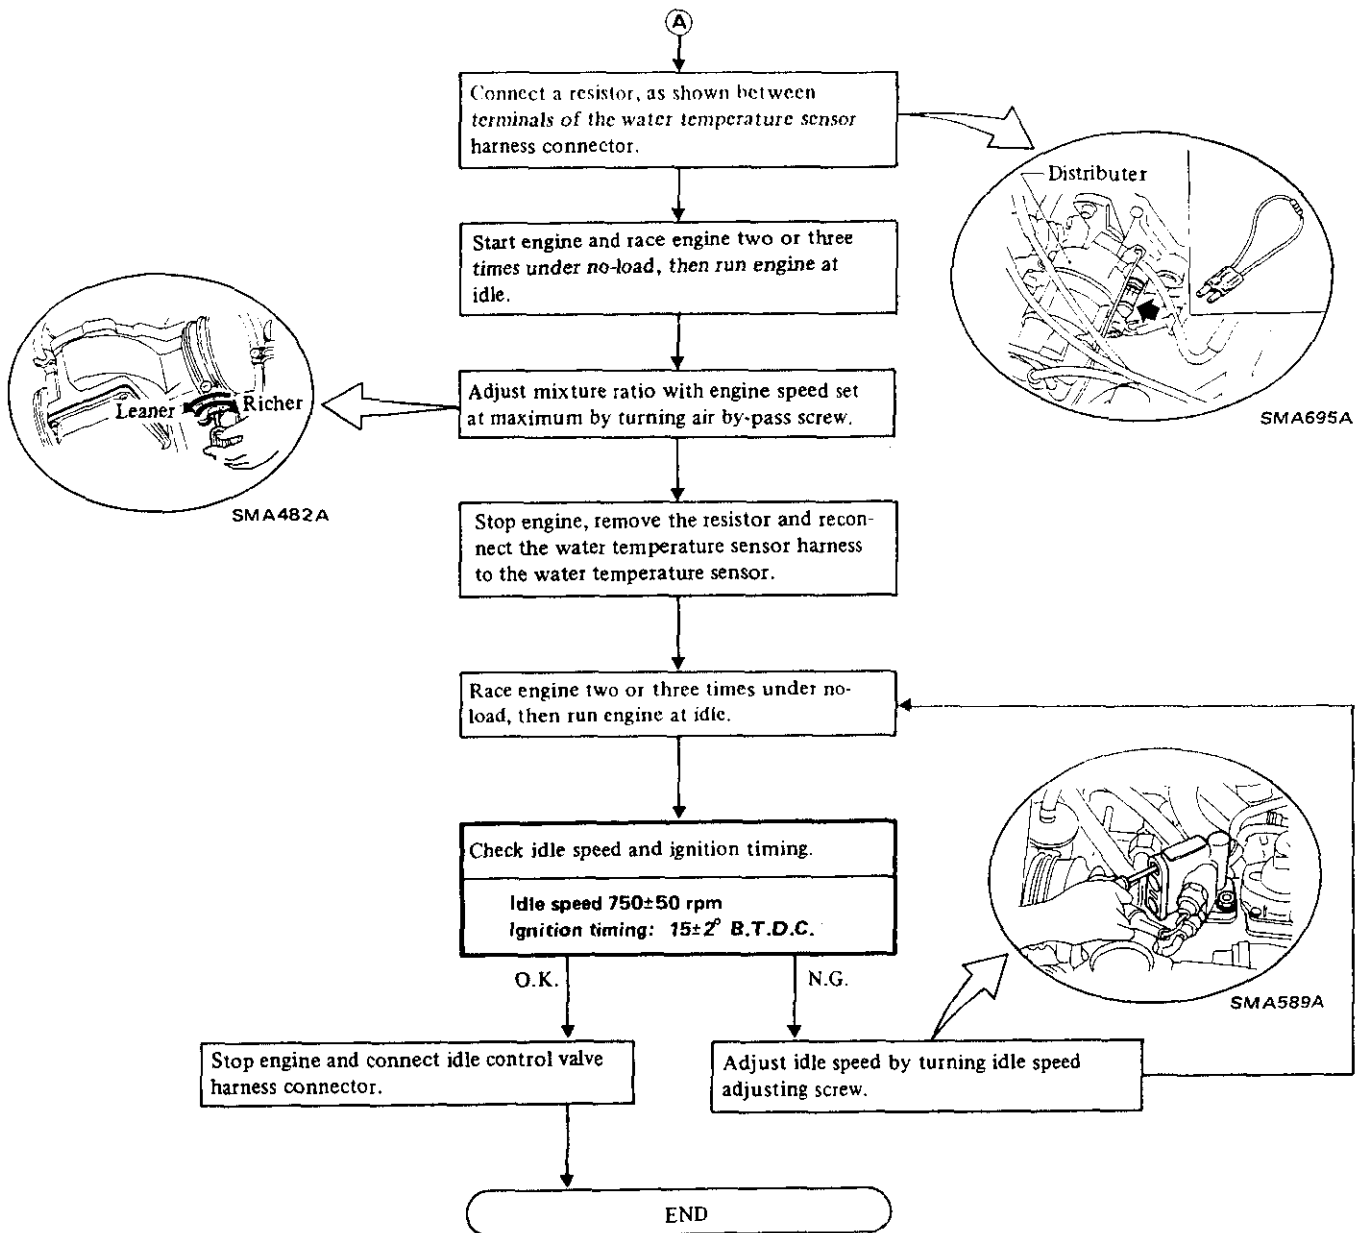 A
Connect a resistor, as shown between
terminals of the water temperature sensor
harness connector.
Distributer
SMA695A
Start engine and race engine two or three
times under no-load, then run engine at
idle.
Leaner
Richer
SMA482A
Adjust mixture ratio with engine speed set
at maximum by turning air by-pass screw.
Stop engine, remove the resistor and recon-
nect the water temperature sensor harness
to the water temperature sensor.
Race engine two or three times under no-
load, then run engine at idle.
Check idle speed and ignition timing.
Idle speed 750±50 rpm
Ignition timing: 15±2° B.T.D.C.
O.K.
N.G.
SMA589A
Stop engine and connect idle control valve
harness connector.
Adjust idle speed by turning idle speed
adjusting screw.
END